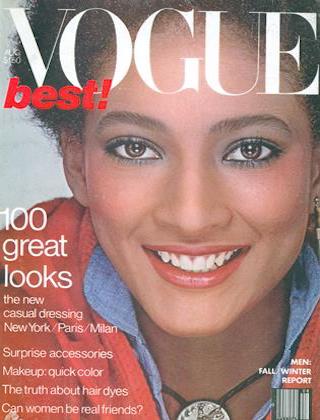 VOGUE
AUG.
$1.50
best!
100
great
looks
the new
casual dressing
New York/Paris/Milan
Surprise accessories
Makeup: quick color
The truth about hair dyes
Can women be real friends?
MEN:
FALL/WINTER
REPORT